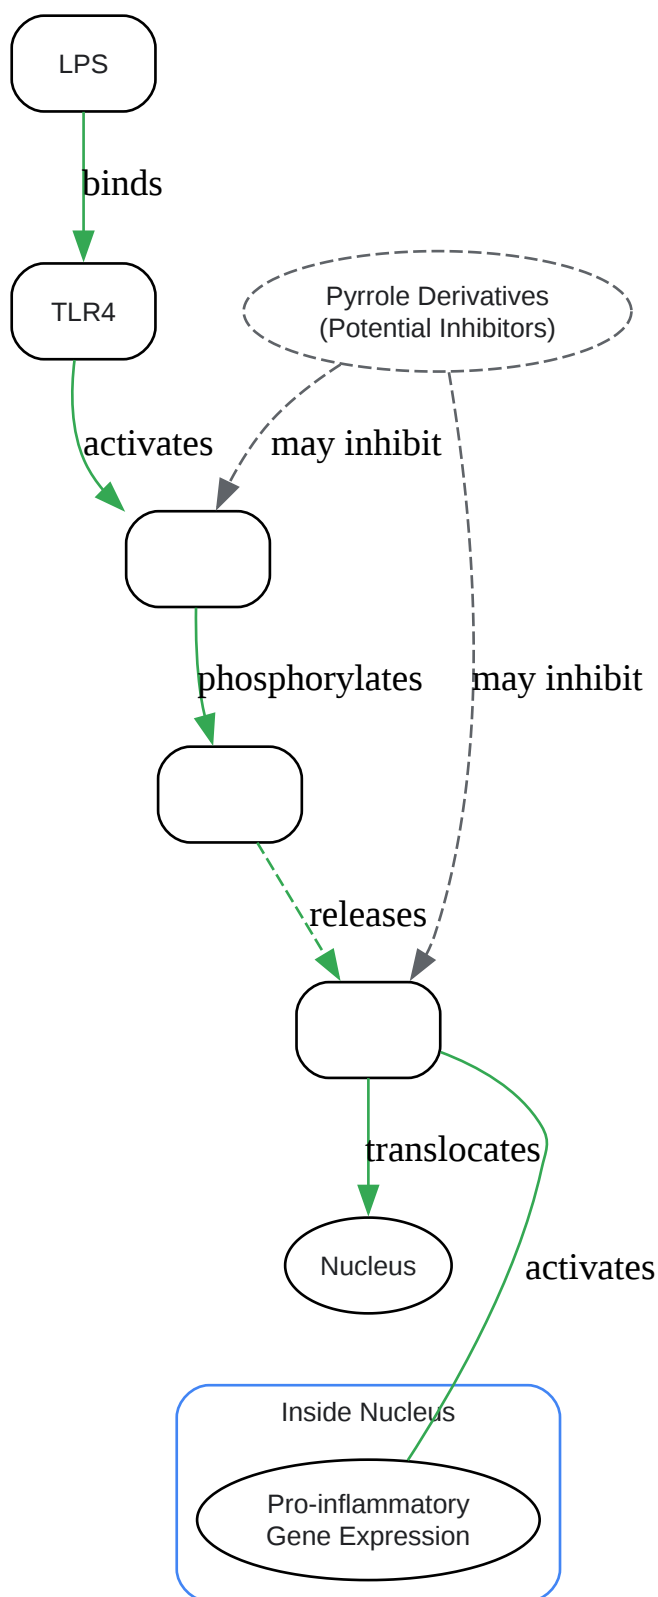 LPS
binds
TLR4
Pyrrole Derivatives
(Potential Inhibitors)
activates
may inhibit
phosphorylates
may inhibit
releases
translocates
Nucleus
activates
Inside Nucleus
Pro-inflammatory
Gene Expression